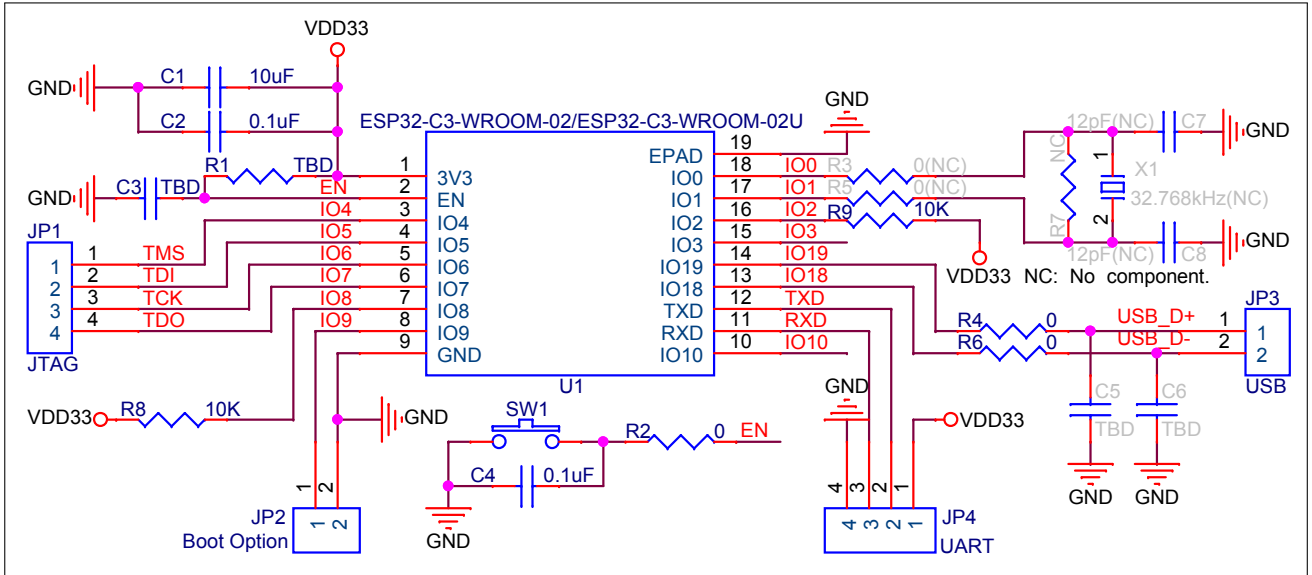 VDD33
GND C1 10uF
C2 0.1uF
ESP32-C3-WROOM-02/ESP32-C3-WROOM-02U
GND
12pF(NC) C7 GND
R1 TBD
GND C3 TBD EN
1 3V3
2 EN
IO4 3 IO4
IO5 4 IO5
IO6 5 IO6
IO7 6 IO7
IO8 7 IO8
IO9 8 IO9
9 GND
EPAD 19
IO0 18 IO0 R3 0(NC)
IO1 17 IO1 R5 0(NC)
IO2 16 IO2 R9 10K
IO3 15 IO3
IO19 14 IO19
IO18 13 IO18
TXD 12 TXD
RXD 11 RXD
IO10 10 IO10
U1
NC
R7
1
X1
32.768kHz(NC)
2
12pF(NC) C8 GND
VDD33 NC: No component.
JP1
1 1 TMS
2 2 TDI
3 3 TCK
4 4 TDO
JTAG
JP3
R4 0 USB_D+ 1 1
R6 0 USB_D- 2 2
USB
C5 TBD
C6 TBD
GND GND
VDD33 R8 10K
GND
1 2
1 2
JP2
Boot Option
SW1
R2 0 EN
C4 0.1uF
GND
GND
VDD33
4 3 2 1
4 3 2 1
JP4
UART